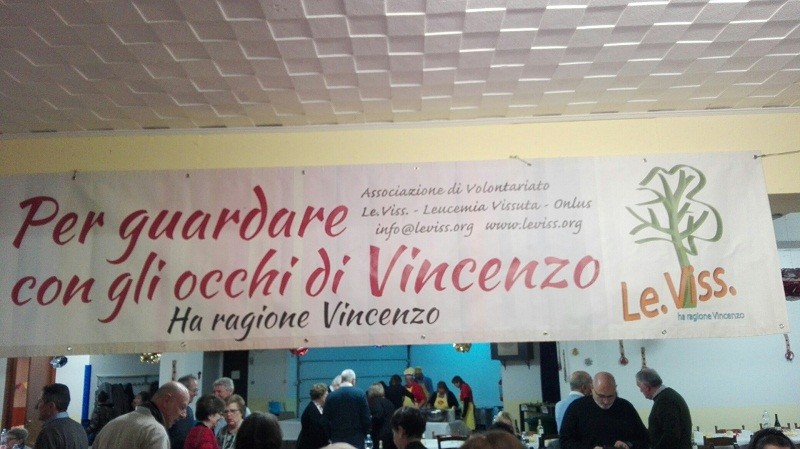 Per guardare
con gli occhi di Vincenzo
Ha ragione Vincenzo
Associazione di Volontariato
Le.Viss. - Leucemia Vissuta - Onlus
info@leviss.org www.leviss.org
Le.Viss.
ha ragione Vincenzo